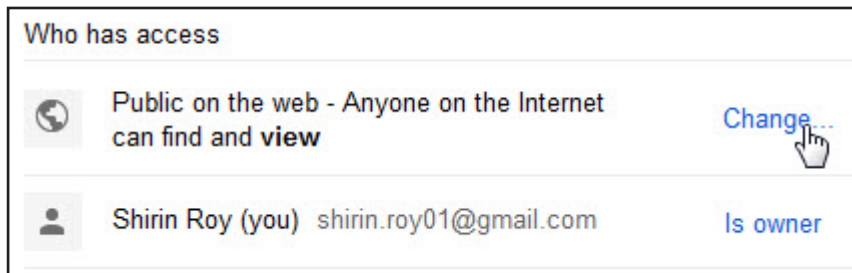 Who has access
Public on the web - Anyone on the Internet
can find and view
Change...
Shirin Roy (you) shirin.roy01@gmail.com
Is owner